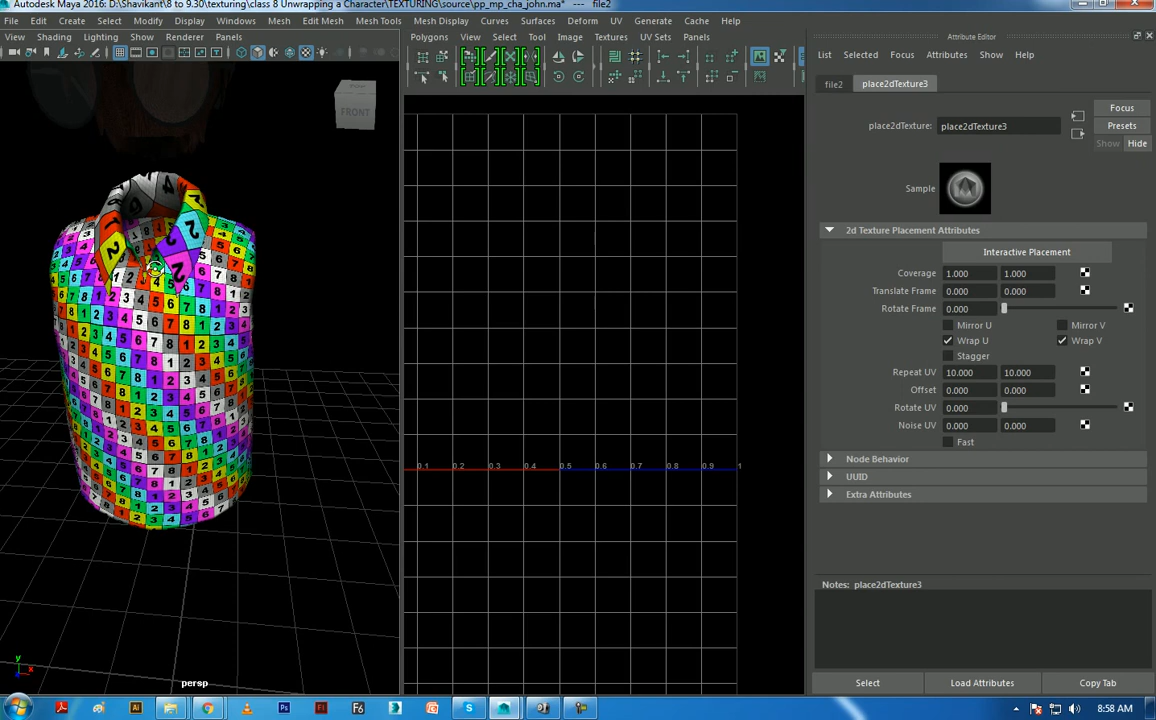 Autodesk Maya 2016: D:\Shavikant\8 to 9.30\texturing\class 8 Unwrapping a Character\TEXTURING\source\pp_mp_cha_john.ma*   ---   file2
File Edit Create Select Modify Display Windows Mesh Edit Mesh Mesh Tools Mesh Display Curves Surfaces Deform UV Generate Cache Help
View Shading Lighting Show Renderer Panels
Polygons View Select Tool Image Textures UV Sets Panels
Attribute Editor
List Selected Focus Attributes Show Help
file2 place2dTexture3
place2dTexture: place2dTexture3
Focus
Presets
Show Hide
Sample
2d Texture Placement Attributes
Interactive Placement
Coverage 1.000 1.000
Translate Frame 0.000 0.000
Rotate Frame 0.000
Mirror U Mirror V
Wrap U Wrap V
Stagger
Repeat UV 10.000 10.000
Offset 0.000 0.000
Rotate UV 0.000
Noise UV 0.000 0.000
Fast
Node Behavior
UUID
Extra Attributes
Notes: place2dTexture3
Select Load Attributes Copy Tab
TOP
FRONT
0.1 0.2 0.3 0.4 0.5 0.6 0.7 0.8 0.9 1
y
x
persp
8:58 AM